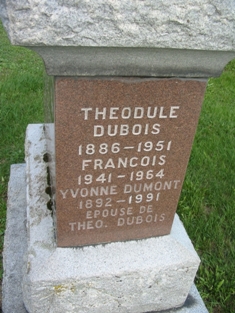 THEODULE
DUBOIS
1886-1951
FRANCOIS
1941-1964
YVONNE DUMONT
1892-1991
EPOUSE DE
THEO. DUBOIS